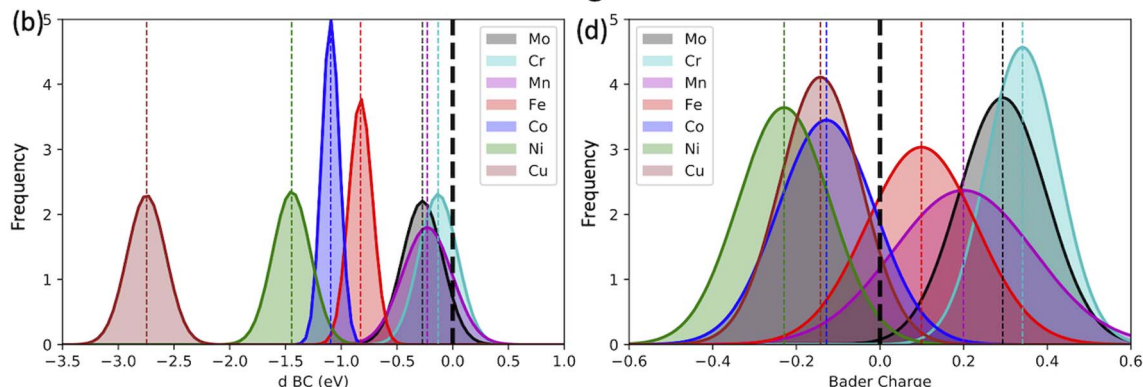 (b)
5
4
3
2
1
0
Frequency
-3.5 -3.0 -2.5 -2.0 -1.5 -1.0 -0.5 0.0 0.5 1.0
d BC (eV)
Mo
Cr
Mn
Fe
Co
Ni
Cu
(d)
5
4
3
2
1
0
Frequency
-0.6 -0.4 -0.2 0.0 0.2 0.4 0.6
Bader Charge
Mo
Cr
Mn
Fe
Co
Ni
Cu